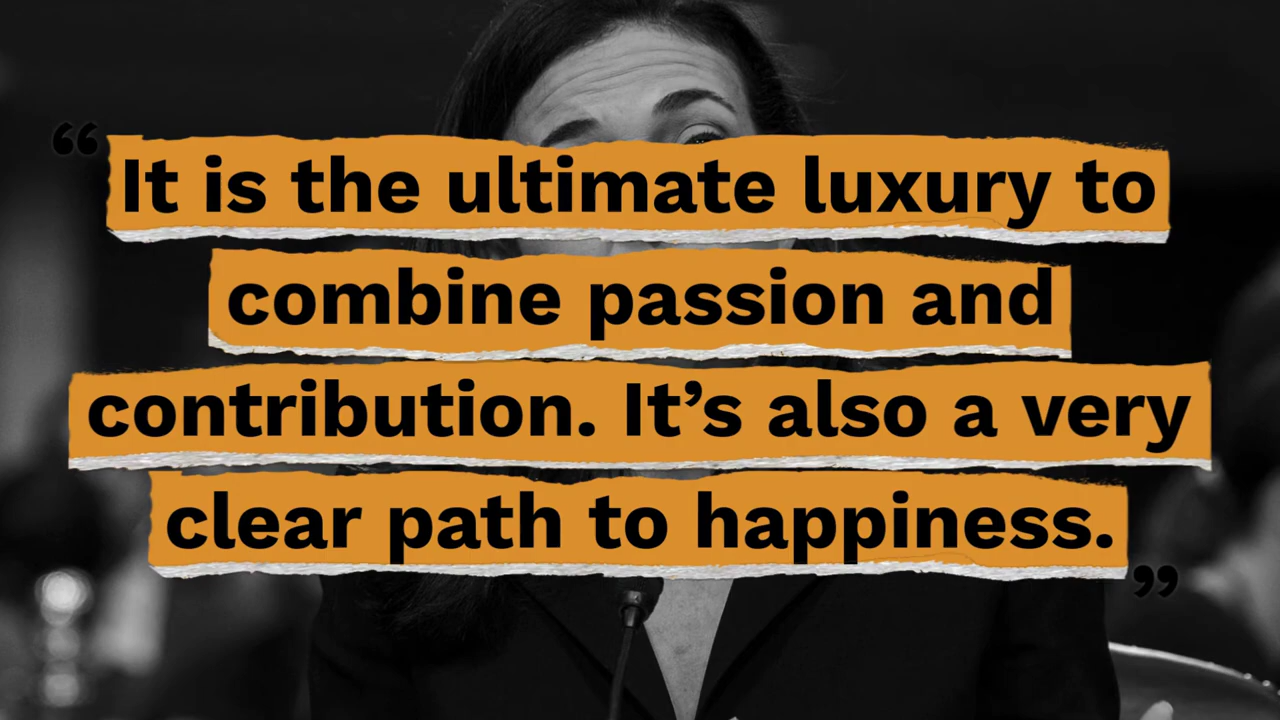 “It is the ultimate luxury to
combine passion and
contribution. It’s also a very
clear path to happiness.”